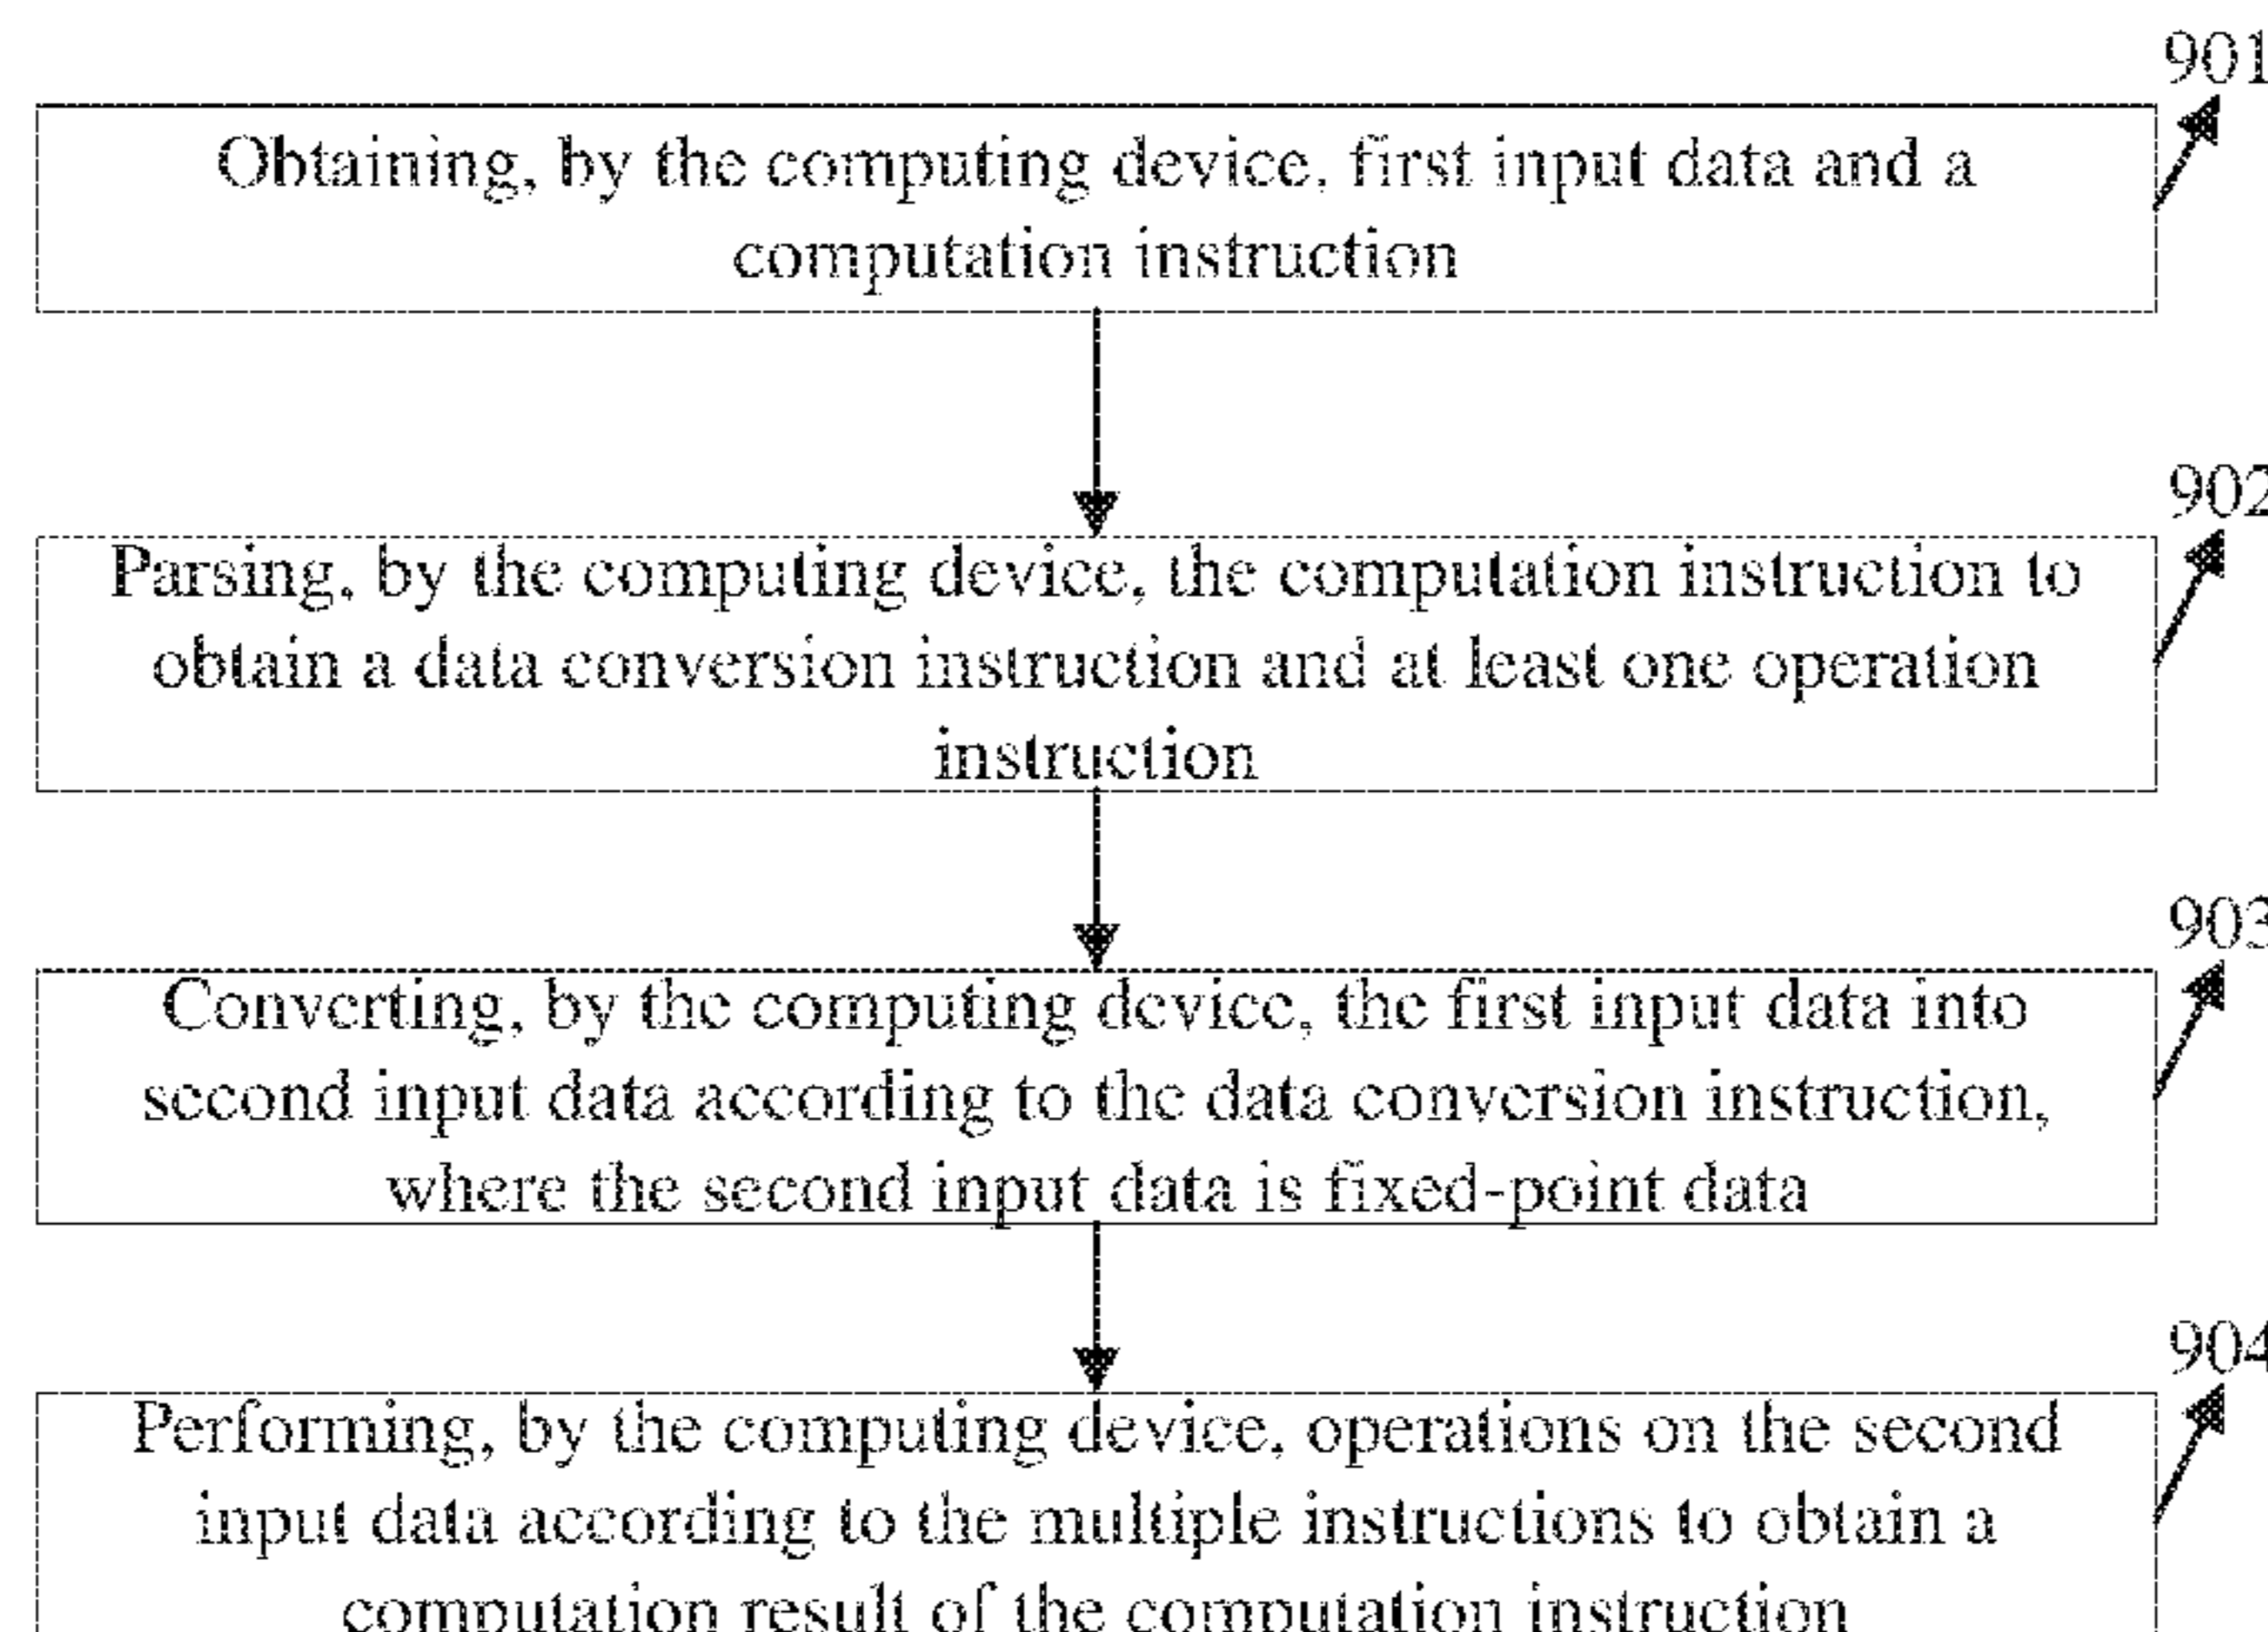 901
Obtaining, by the computing device, first input data and a
computation instruction
902
Parsing, by the computing device, the computation instruction to
obtain a data conversion instruction and at least one operation
instruction
903
Converting, by the computing device, the first input data into
second input data according to the data conversion instruction,
where the second input data is fixed-point data
904
Performing, by the computing device, operations on the second
input data according to the multiple instructions to obtain a
computation result of the computation instruction